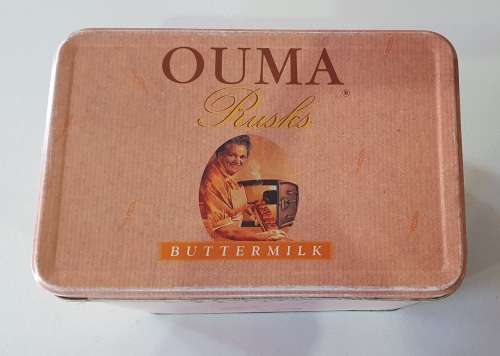 OUMA
®
Rusks
BUTTERMILK